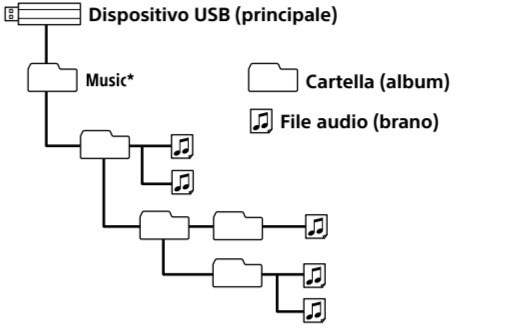 Dispositivo USB (principale)
Music*
Cartella (album)
File audio (brano)